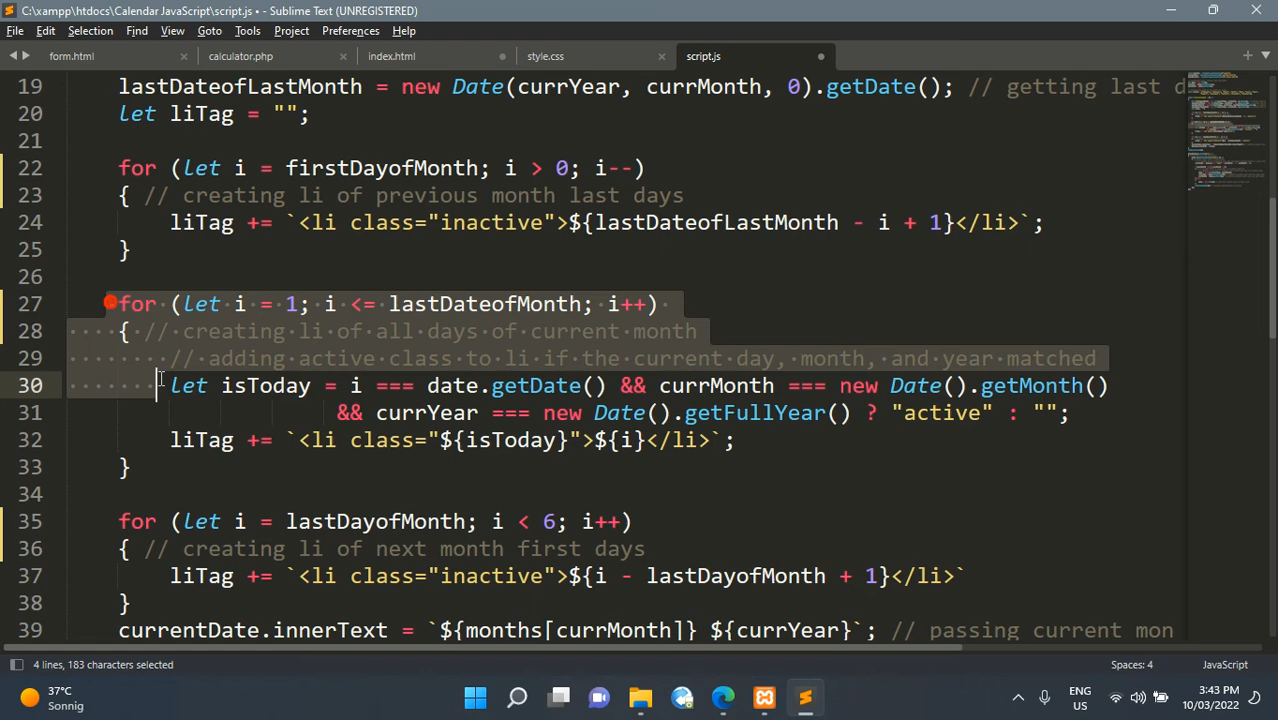 C:\xampp\htdocs\Calendar JavaScript\script.js • - Sublime Text (UNREGISTERED)
File Edit Selection Find View Goto Tools Project Preferences Help
form.html calculator.php index.html style.css script.js
19 lastDateofLastMonth = new Date(currYear, currMonth, 0).getDate(); // getting last d
20 let liTag = "";
21
22 for (let i = firstDayofMonth; i > 0; i--)
23 { // creating li of previous month last days
24 liTag += `<li class="inactive">${lastDateofLastMonth - i + 1}</li>`;
25 }
26
27 for (let i = 1; i <= lastDateofMonth; i++)
28 { // creating li of all days of current month
29 // adding active class to li if the current day, month, and year matched
30 let isToday = i === date.getDate() && currMonth === new Date().getMonth()
31 && currYear === new Date().getFullYear() ? "active" : "";
32 liTag += `<li class="${isToday}">${i}</li>`;
33 }
34
35 for (let i = lastDayofMonth; i < 6; i++)
36 { // creating li of next month first days
37 liTag += `<li class="inactive">${i - lastDayofMonth + 1}</li>`
38 }
39 currentDate.innerText = `${months[currMonth]} ${currYear}`; // passing current mon
4 lines, 183 characters selected Spaces: 4 JavaScript
37°C
Sonnig
ENG
US
3:43 PM
10/03/2022